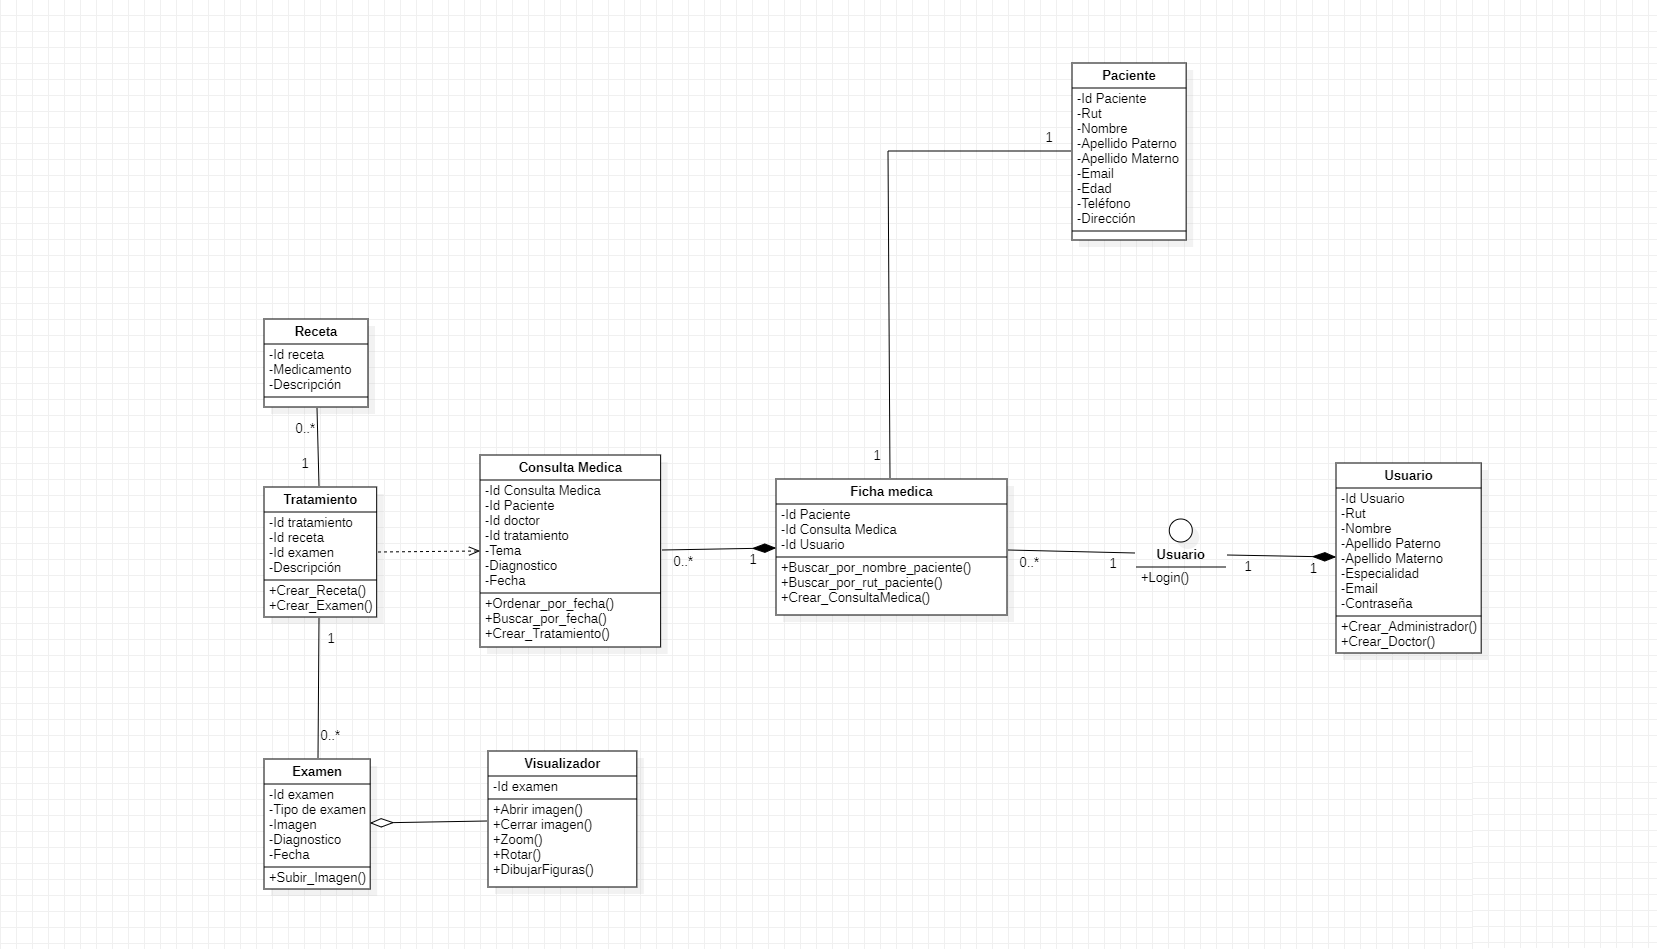 Paciente
-Id Paciente
-Rut
-Nombre
-Apellido Paterno
-Apellido Materno
-Email
-Edad
-Teléfono
-Dirección
1
1
Receta
-Id receta
-Medicamento
-Descripción
0..*
1
Tratamiento
-Id tratamiento
-Id receta
-Id examen
-Descripción
+Crear_Receta()
+Crear_Examen()
1
0..*
Consulta Medica
-Id Consulta Medica
-Id Paciente
-Id doctor
-Id tratamiento
-Tema
-Diagnostico
-Fecha
+Ordenar_por_fecha()
+Buscar_por_fecha()
+Crear_Tratamiento()
0..*
1
Ficha medica
-Id Paciente
-Id Consulta Medica
-Id Usuario
+Buscar_por_nombre_paciente()
+Buscar_por_rut_paciente()
+Crear_ConsultaMedica()
0..*
1
Usuario
+Login()
1
1
Usuario
-Id Usuario
-Rut
-Nombre
-Apellido Paterno
-Apellido Materno
-Especialidad
-Email
-Contraseña
+Crear_Administrador()
+Crear_Doctor()
Examen
-Id examen
-Tipo de examen
-Imagen
-Diagnostico
-Fecha
+Subir_Imagen()
Visualizador
-Id examen
+Abrir imagen()
+Cerrar imagen()
+Zoom()
+Rotar()
+DibujarFiguras()